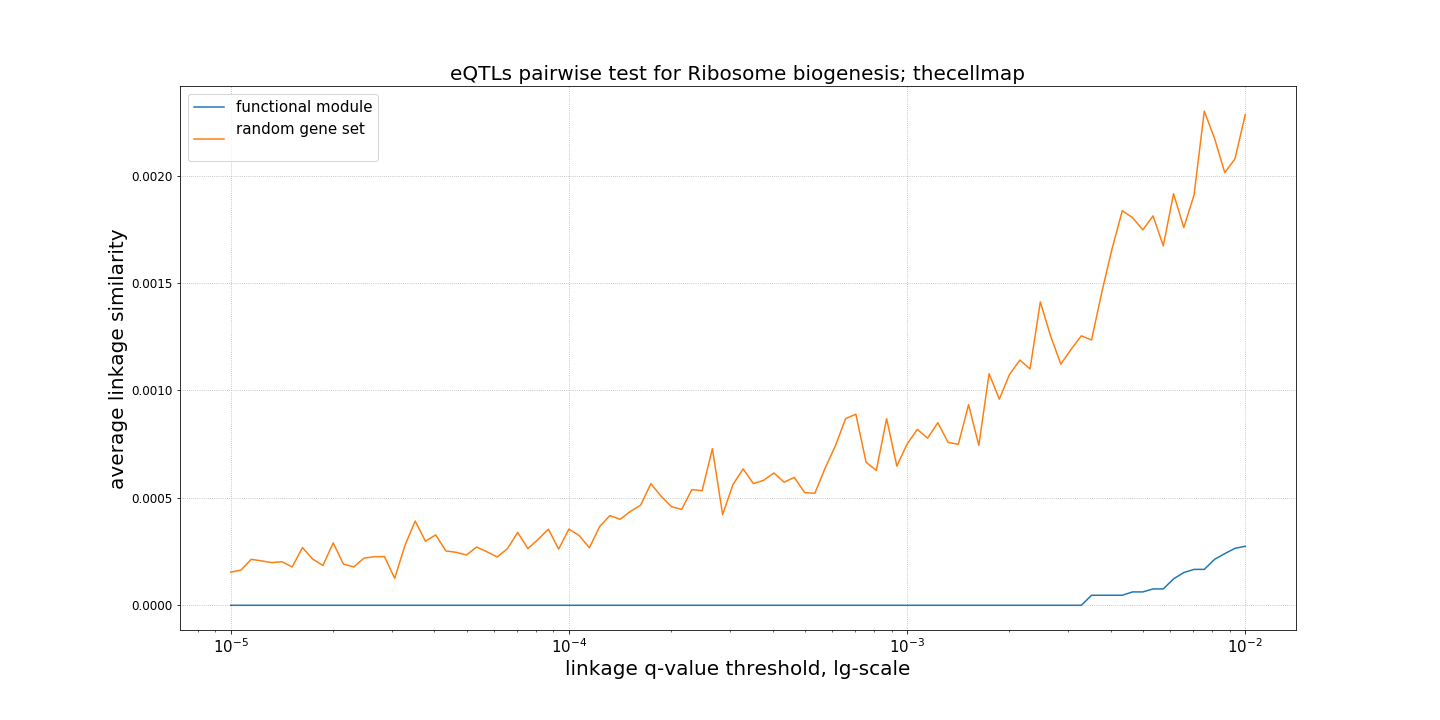 eQTLs pairwise test for Ribosome biogenesis; thecellmap
functional module
random gene set
average linkage similarity
0.0020
0.0015
0.0010
0.0005
0.0000
10⁻⁵ 10⁻⁴ 10⁻³ 10⁻²
linkage q-value threshold, lg-scale